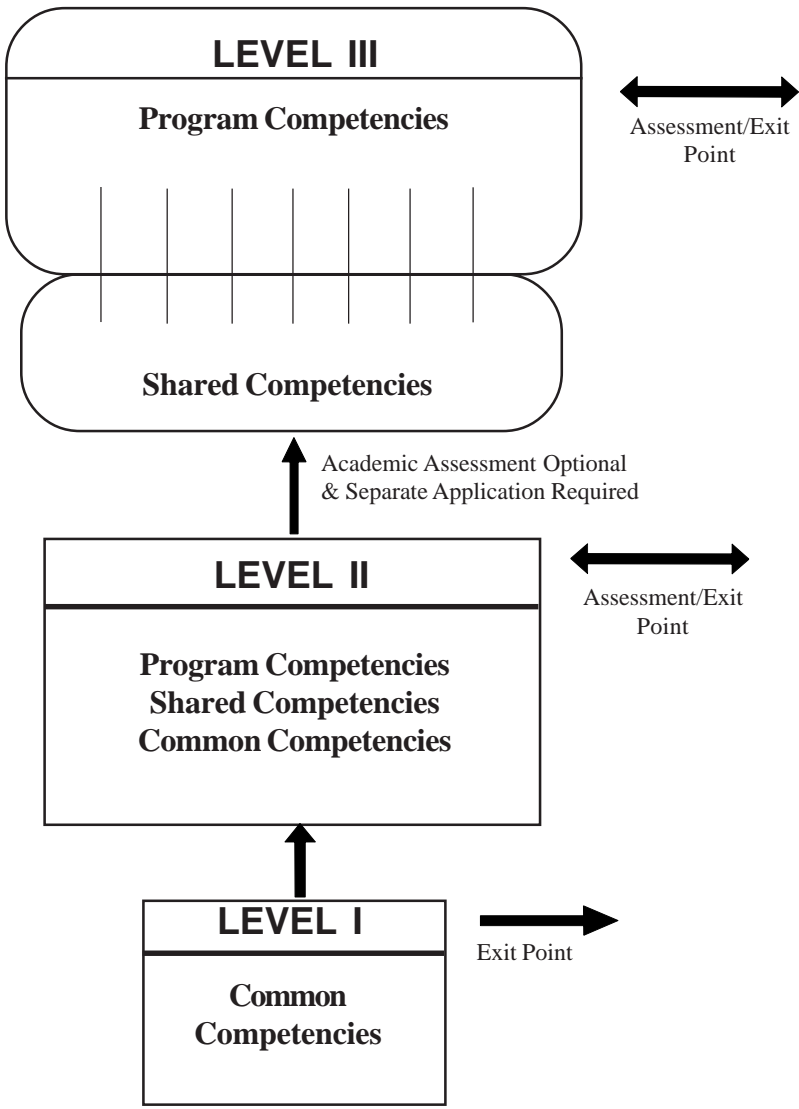 LEVEL III
Program Competencies
Assessment/Exit
Point
Shared Competencies
Academic Assessment Optional
& Separate Application Required
LEVEL II
Assessment/Exit
Point
Program Competencies
Shared Competencies
Common Competencies
LEVEL I
Exit Point
Common
Competencies